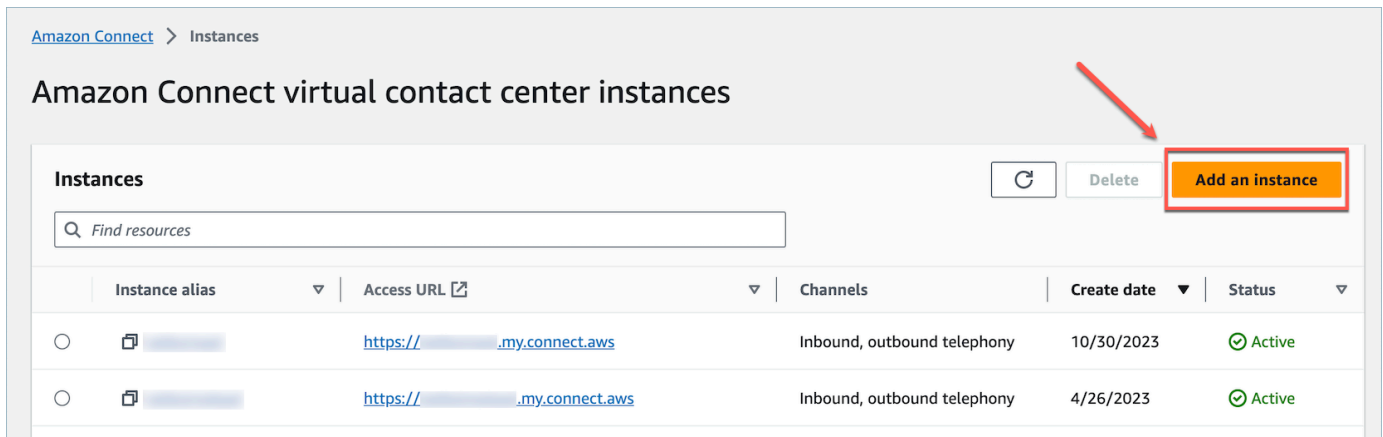 Amazon Connect > Instances
Amazon Connect virtual contact center instances
Instances
Delete
Add an instance
Find resources
Instance alias
Access URL
Channels
Create date
Status
https:// .my.connect.aws
Inbound, outbound telephony
10/30/2023
Active
https:// .my.connect.aws
Inbound, outbound telephony
4/26/2023
Active